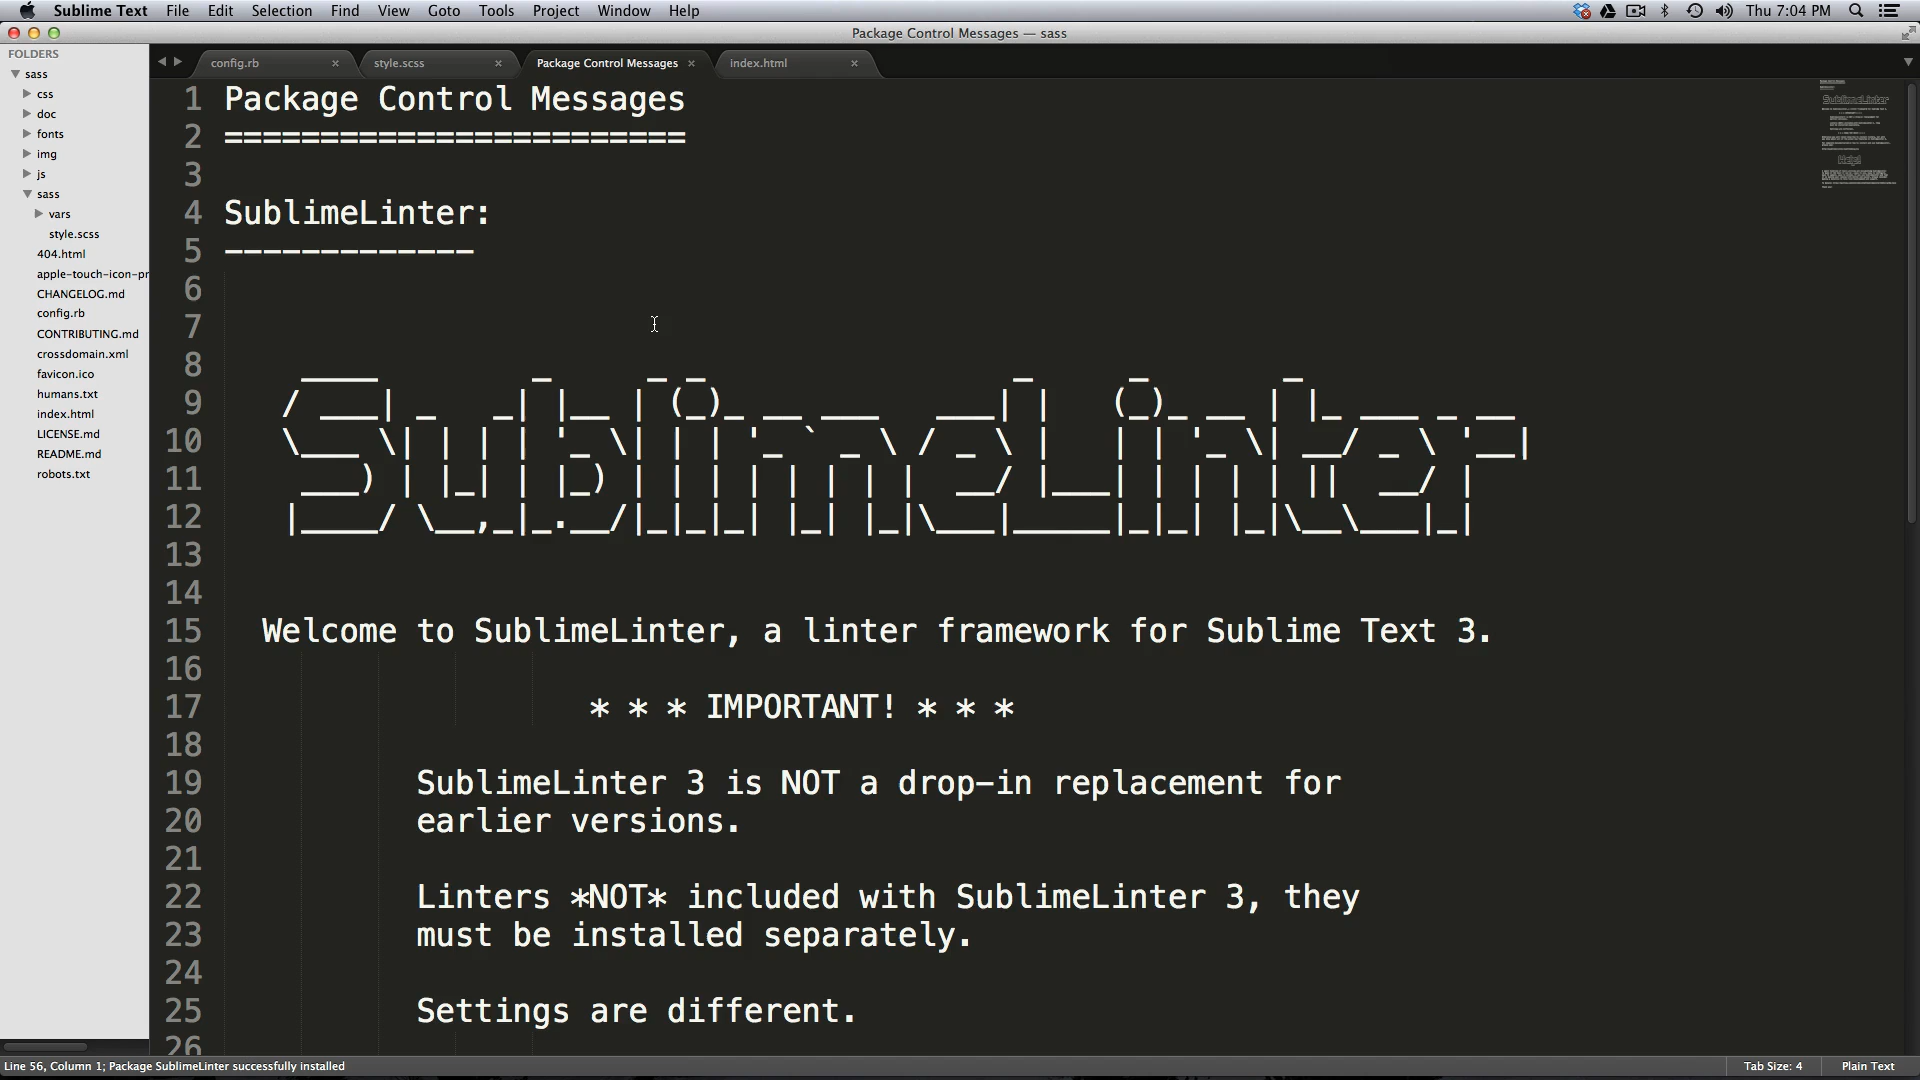 Sublime Text File Edit Selection Find View Goto Tools Project Window Help Thu 7:04 PM
Package Control Messages — sass
FOLDERS
sass
css
doc
fonts
img
js
sass
vars
style.scss
404.html
apple-touch-icon-pr
CHANGELOG.md
config.rb
CONTRIBUTING.md
crossdomain.xml
favicon.ico
humans.txt
index.html
LICENSE.md
README.md
robots.txt
config.rb style.scss Package Control Messages index.html
1 Package Control Messages
2 ========================
3
4 SublimeLinter:
5 -------------
6
7
8
9
10
11
12
SublimeLinter
13
14
15 Welcome to SublimeLinter, a linter framework for Sublime Text 3.
16
17 * * * IMPORTANT! * * *
18
19 SublimeLinter 3 is NOT a drop-in replacement for
20 earlier versions.
21
22 Linters *NOT* included with SublimeLinter 3, they
23 must be installed separately.
24
25 Settings are different.
26
Line 56, Column 1; Package SublimeLinter successfully installed Tab Size: 4 Plain Text